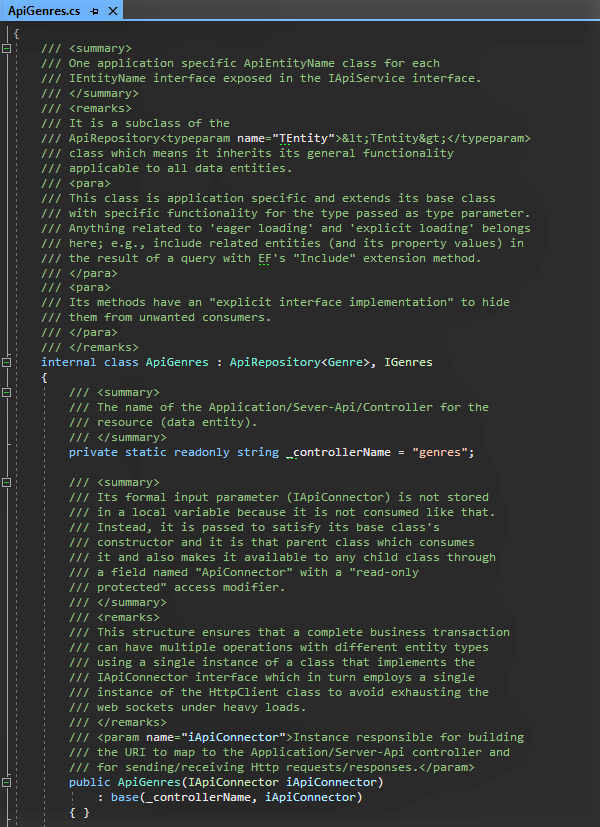 ApiGenres.cs
{
/// <summary>
/// One application specific ApiEntityName class for each
/// IEntityName interface exposed in the IApiService interface.
/// </summary>
/// <remarks>
/// It is a subclass of the
/// ApiRepository<typeparam name="TEntity">&lt;TEntity&gt;</typeparam>
/// class which means it inherits its general functionality
/// applicable to all data entities.
/// <para>
/// This class is application specific and extends its base class
/// with specific functionality for the type passed as type parameter.
/// Anything related to 'eager loading' and 'explicit loading' belongs
/// here; e.g., include related entities (and its property values) in
/// the result of a query with EF's "Include" extension method.
/// </para>
/// <para>
/// Its methods have an "explicit interface implementation" to hide
/// them from unwanted consumers.
/// </para>
/// </remarks>
internal class ApiGenres : ApiRepository<Genre>, IGenres
{
/// <summary>
/// The name of the Application/Sever-Api/Controller for the
/// resource (data entity).
/// </summary>
private static readonly string _controllerName = "genres";
/// <summary>
/// Its formal input parameter (IApiConnector) is not stored
/// in a local variable because it is not consumed like that.
/// Instead, it is passed to satisfy its base class's
/// constructor and it is that parent class which consumes
/// it and also makes it available to any child class through
/// a field named "ApiConnector" with a "read-only
/// protected" access modifier.
/// </summary>
/// <remarks>
/// This structure ensures that a complete business transaction
/// can have multiple operations with different entity types
/// using a single instance of a class that implements the
/// IApiConnector interface which in turn employs a single
/// instance of the HttpClient class to avoid exhausting the
/// web sockets under heavy loads.
/// </remarks>
/// <param name="iApiConnector">Instance responsible for building
/// the URI to map to the Application/Server-Api controller and
/// for sending/receiving Http requests/responses.</param>
public ApiGenres(IApiConnector iApiConnector)
: base(_controllerName, iApiConnector)
{ }